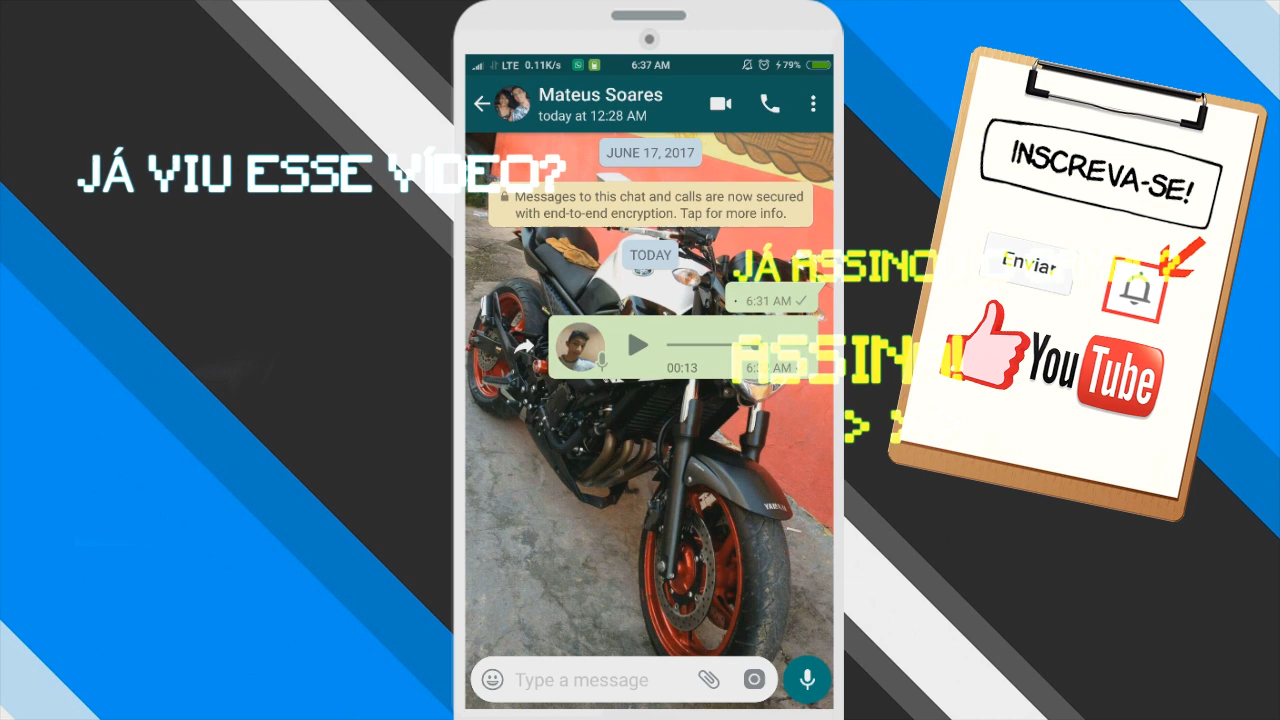 LTE 0.11K/s
6:37 AM
79%
Mateus Soares
today at 12:28 AM
JUNE 17, 2017
JÁ VIU ESSE VÍDEO?
Messages to this chat and calls are now secured
with end-to-end encryption. Tap for more info.
TODAY
JÁ
6:31 AM
00:13
ASSINO!
> >
YAMAHA
Type a message
INSCREVA-SE!
Enviar
YouTube